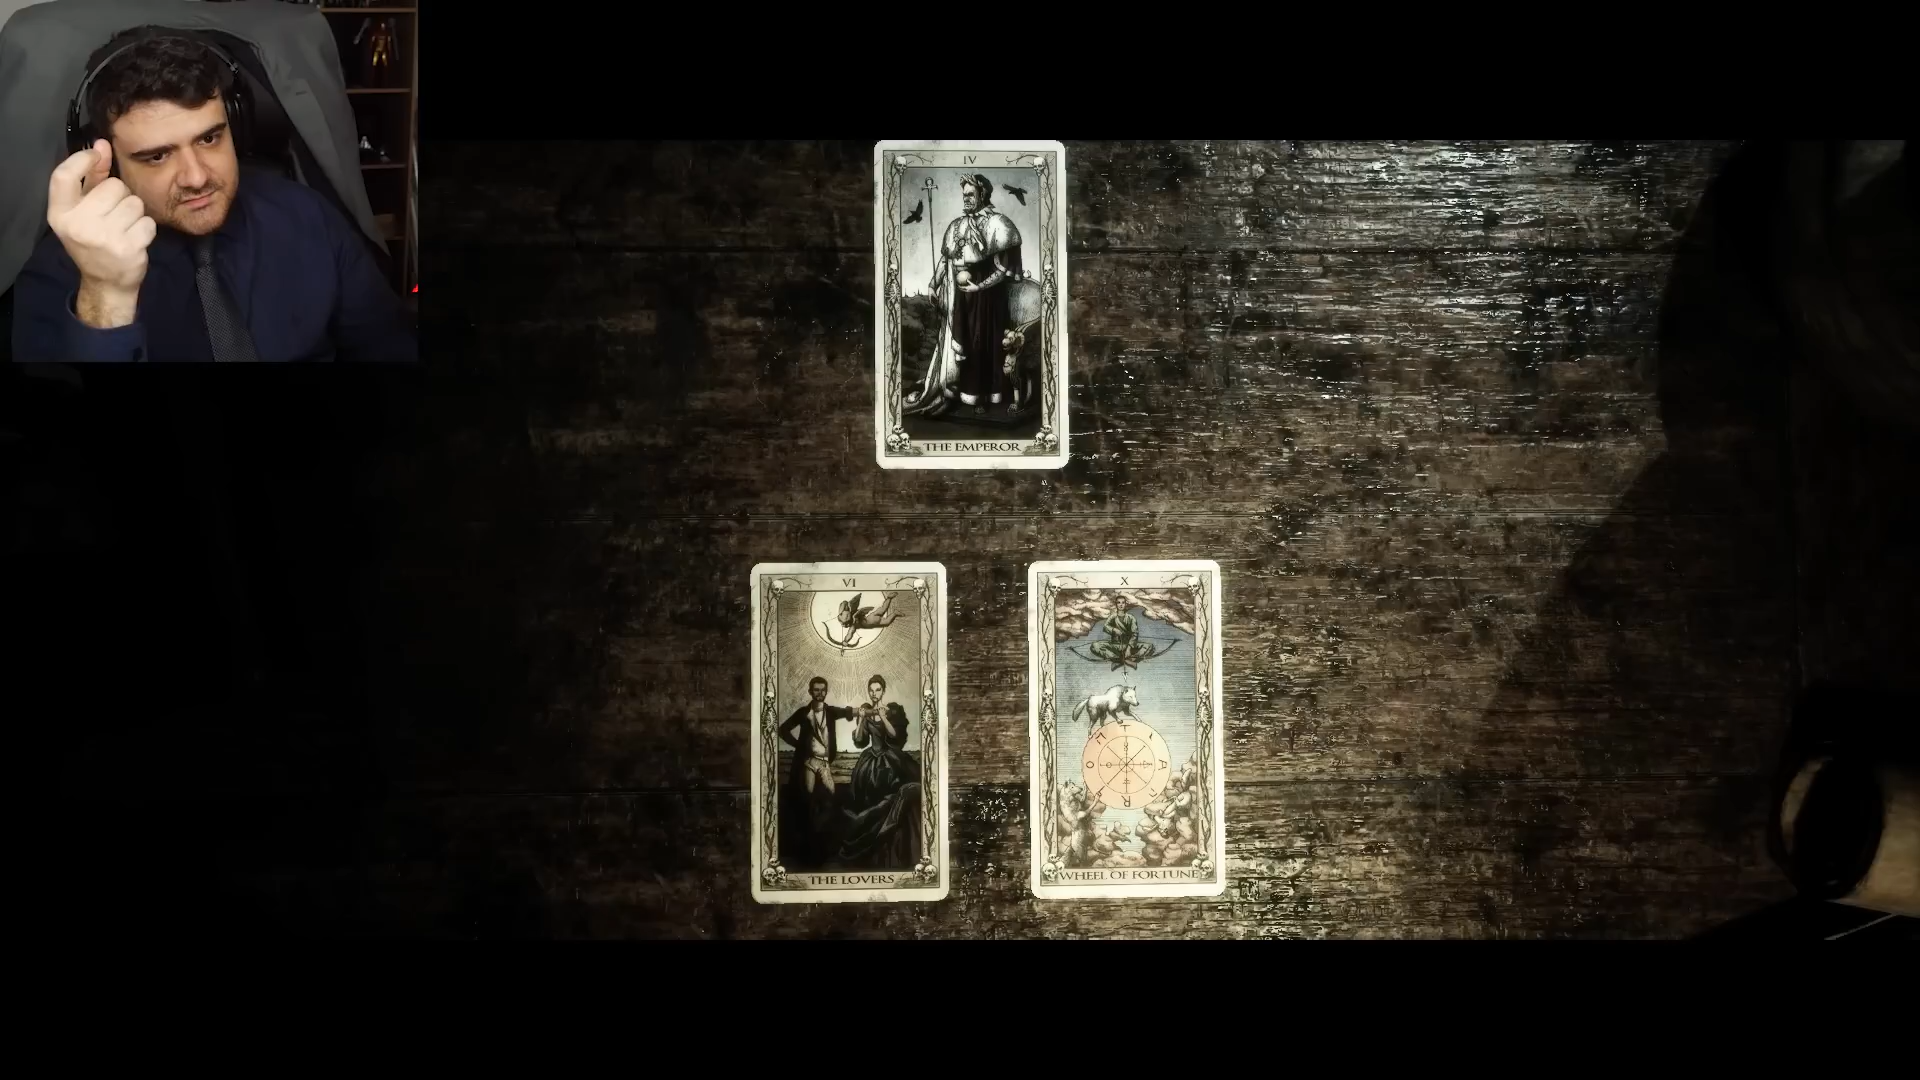 IV
THE EMPEROR
VI
THE LOVERS
X
WHEEL OF FORTUNE